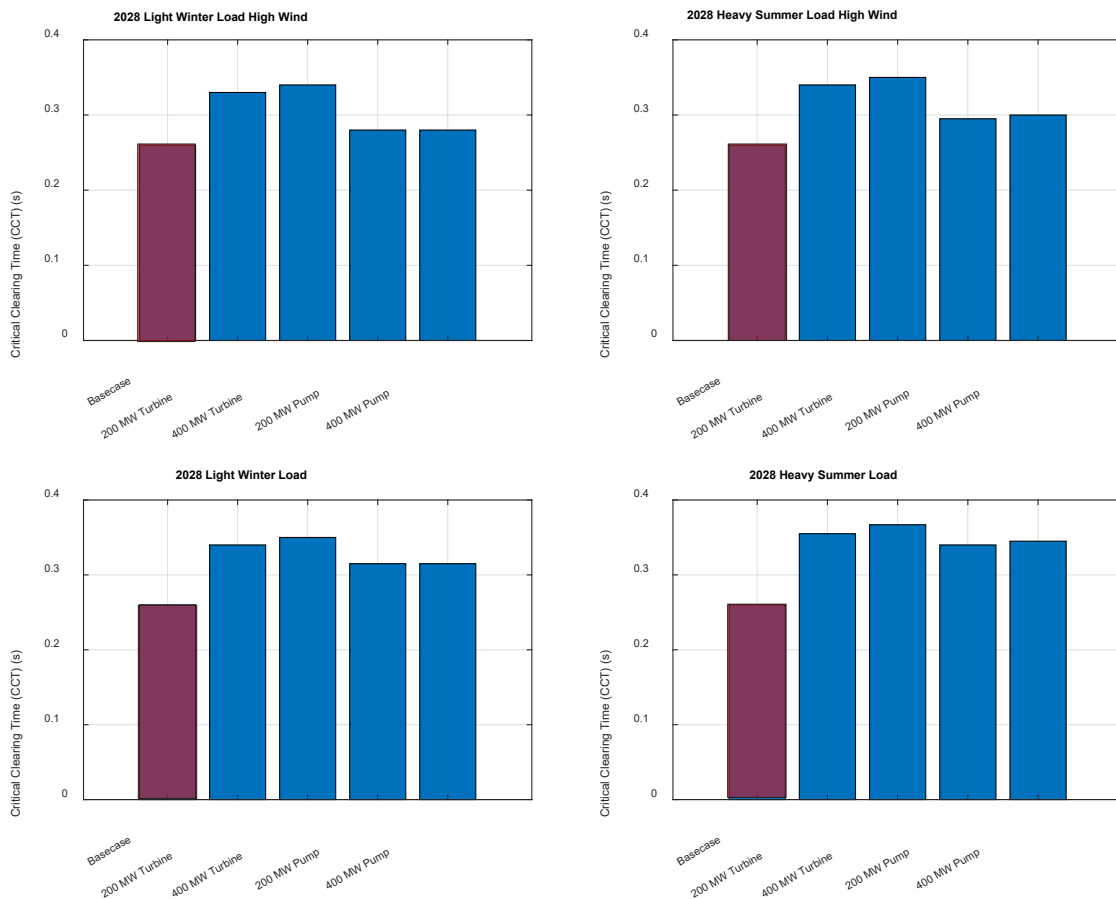 2028 Light Winter Load High Wind
0.4
0.3
0.2
0.1
0
Critical Clearing Time (CCT) (s)
Basecase
200 MW Turbine
400 MW Turbine
200 MW Pump
400 MW Pump
2028 Heavy Summer Load High Wind
0.4
0.3
0.2
0.1
0
Critical Clearing Time (CCT) (s)
Basecase
200 MW Turbine
400 MW Turbine
200 MW Pump
400 MW Pump
2028 Light Winter Load
0.4
0.3
0.2
0.1
0
Critical Clearing Time (CCT) (s)
Basecase
200 MW Turbine
400 MW Turbine
200 MW Pump
400 MW Pump
2028 Heavy Summer Load
0.4
0.3
0.2
0.1
0
Critical Clearing Time (CCT) (s)
Basecase
200 MW Turbine
400 MW Turbine
200 MW Pump
400 MW Pump